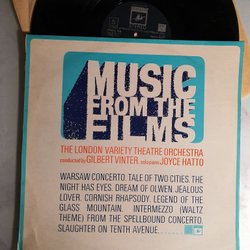 MUSIC
FROM THE
FILMS
THE LONDON VARIETY THEATRE ORCHESTRA
conducted by GILBERT VINTER solo piano JOYCE HATTO
WARSAW CONCERTO. TALE OF TWO CITIES. THE
NIGHT HAS EYES. DREAM OF OLWEN. JEALOUS
LOVER. CORNISH RHAPSODY. LEGEND OF THE
GLASS MOUNTAIN. INTERMEZZO (WALTZ
THEME) FROM THE SPELLBOUND CONCERTO.
SLAUGHTER ON TENTH AVENUE